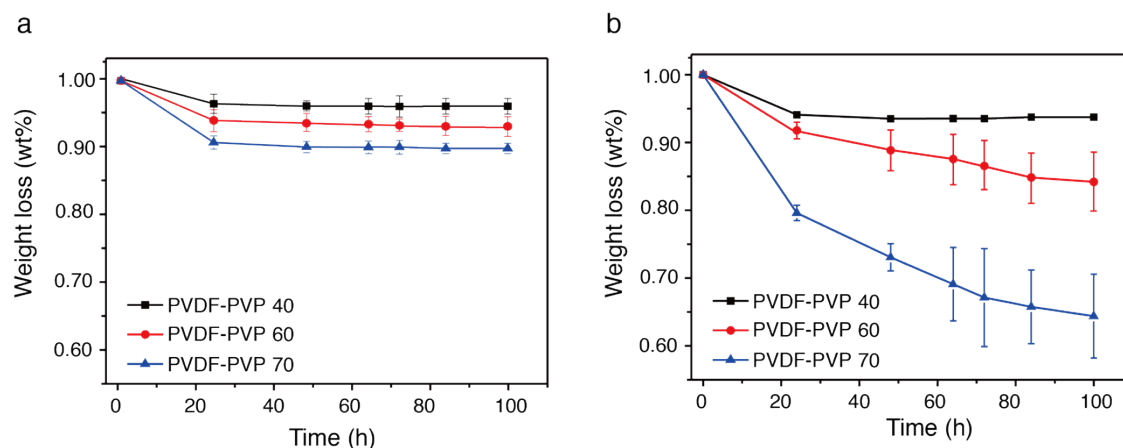 a
1.00
0.90
0.80
0.70
0.60
Weight loss (wt%)
PVDF-PVP 40
PVDF-PVP 60
PVDF-PVP 70
0 20 40 60 80 100
Time (h)
b
1.00
0.90
0.80
0.70
0.60
Weight loss (wt%)
PVDF-PVP 40
PVDF-PVP 60
PVDF-PVP 70
0 20 40 60 80 100
Time (h)